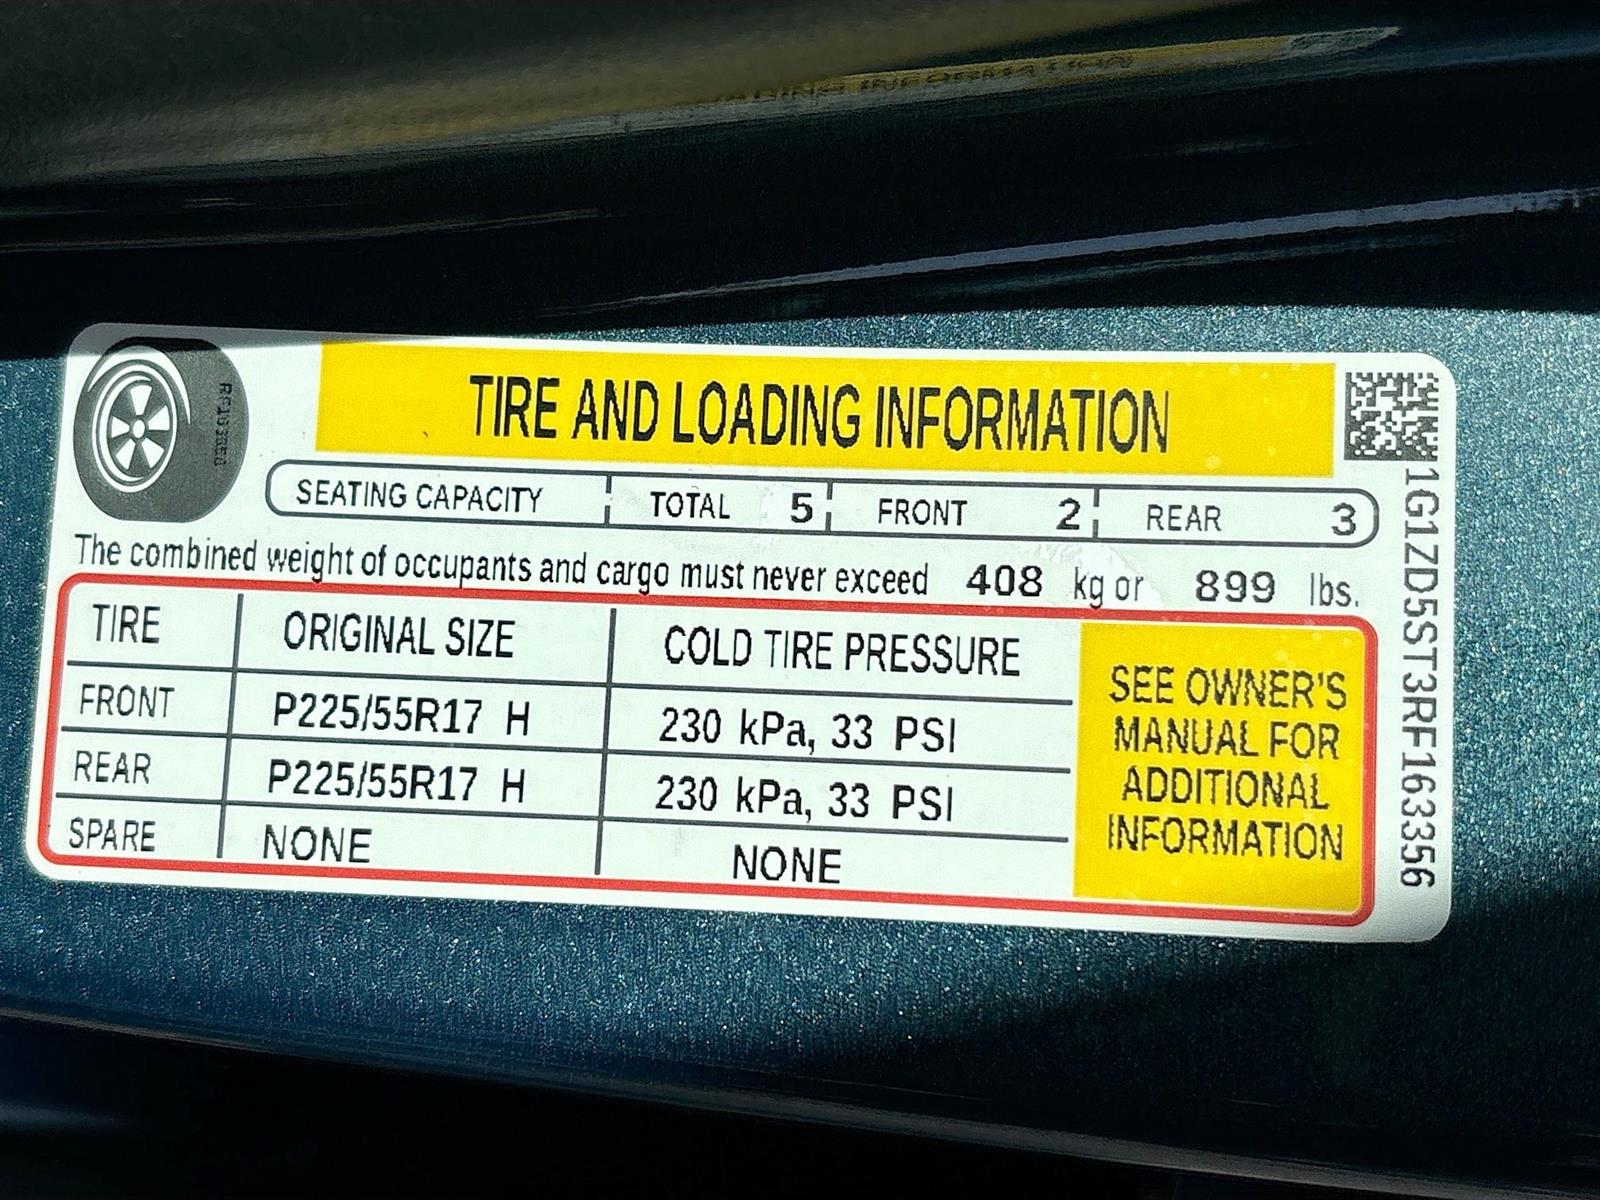 TIRE AND LOADING INFORMATION
SEATING CAPACITY TOTAL 5 FRONT 2 REAR 3
The combined weight of occupants and cargo must never exceed 408 kg or 899 lbs.
TIRE ORIGINAL SIZE COLD TIRE PRESSURE
FRONT P225/55R17 H 230 kPa, 33 PSI
REAR P225/55R17 H 230 kPa, 33 PSI
SPARE NONE NONE
SEE OWNER'S
MANUAL FOR
ADDITIONAL
INFORMATION
1G1ZD5ST3RF163356